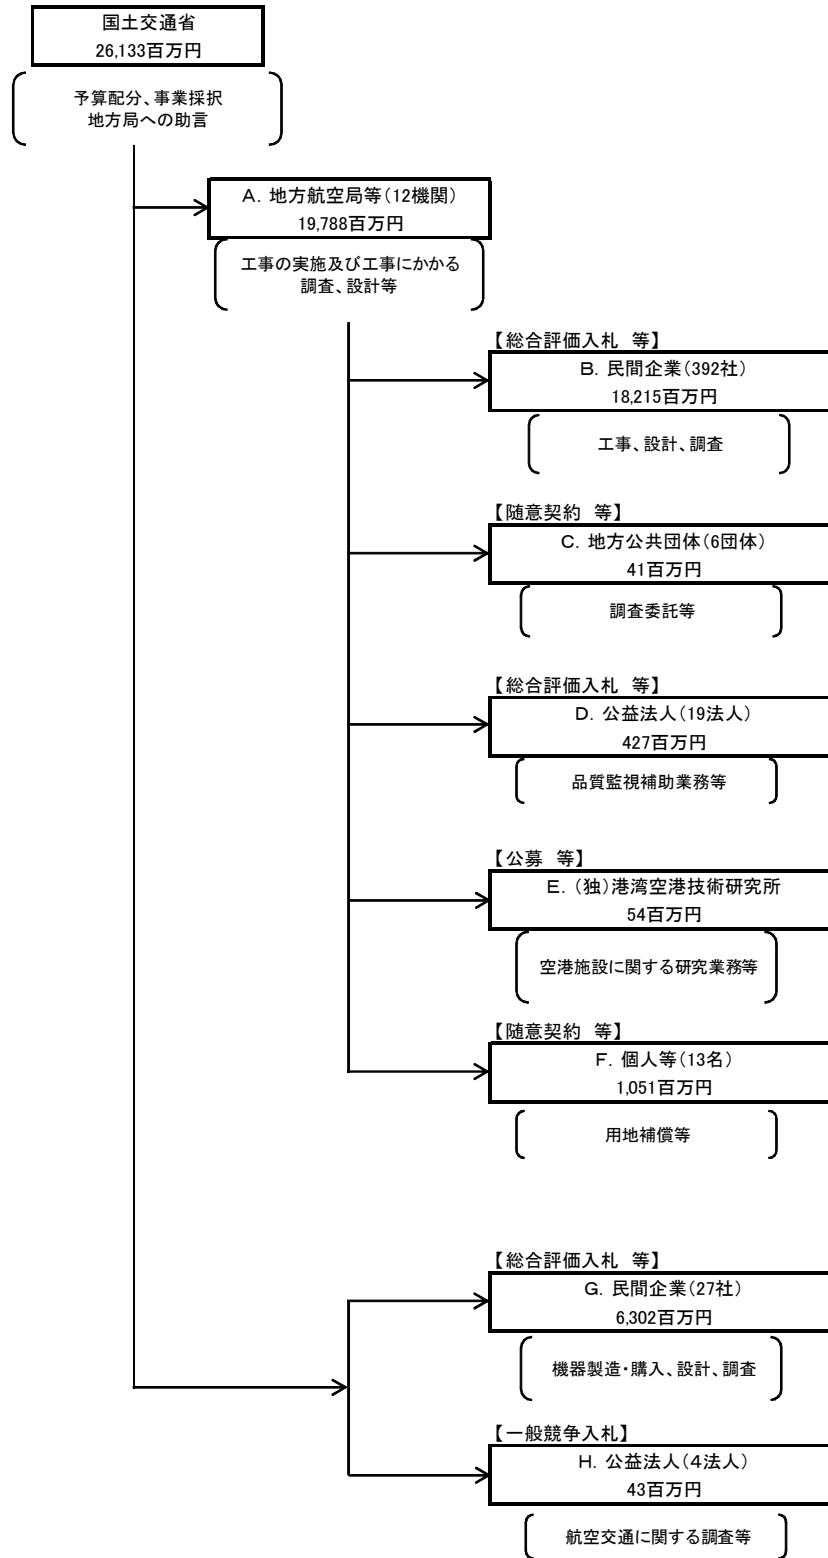 国土交通省
26,133百万円
予算配分、事業採択
地方局への助言
A．地方航空局等（12機関）
19,788百万円
工事の実施及び工事にかかる
調査、設計等
【総合評価入札　等】
B．民間企業（392社）
18,215百万円
工事、設計、調査
【随意契約　等】
C．地方公共団体（6団体）
41百万円
調査委託等
【総合評価入札　等】
D．公益法人（19法人）
427百万円
品質監視補助業務等
【公募　等】
E．（独）港湾空港技術研究所
54百万円
空港施設に関する研究業務等
【随意契約　等】
F．個人等（13名）
1,051百万円
用地補償等
【総合評価入札　等】
G．民間企業（27社）
6,302百万円
機器製造・購入、設計、調査
【一般競争入札】
H．公益法人（４法人）
43百万円
航空交通に関する調査等